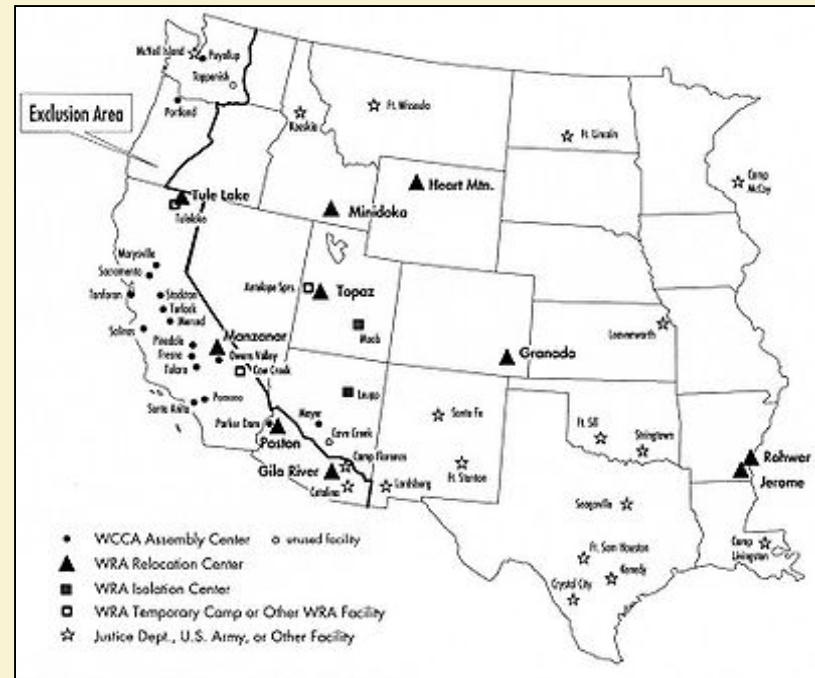 McNeil Island
Puyallup
Toppenish
Portland
Exclusion Area
Kooskia
Ft. Missoula
Ft. Lincoln
Camp McCoy
Tule Lake
Tulelake
Minidoka
Heart Mtn.
Marysville
Sacramento
Tanforan
Stockton
Turlock
Merced
Salinas
Pinedale
Fresno
Tulare
Manzanar
Owens Valley
Cow Creek
Antelope Sprs.
Topaz
Moab
Granada
Leavenworth
Santa Anita
Pomona
Parker Dam
Poston
Mayer
Leupp
Cave Creek
Camp Florence
Gila River
Catalina
Santa Fe
Ft. Stanton
Lordsburg
Ft. Sill
Stringtown
Rohwer
Jerome
Seagoville
Ft. Sam Houston
Kenedy
Crystal City
Camp Livingston
WCCA Assembly Center
unused facility
WRA Relocation Center
WRA Isolation Center
WRA Temporary Camp or Other WRA Facility
Justice Dept., U.S. Army, or Other Facility